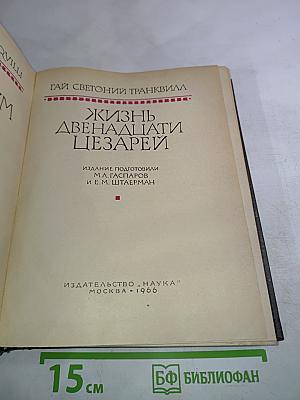 ГАЙ СВЕТОНИЙ ТРАНКВИЛЛ
ЖИЗНЬ
ДВЕНАДЦАТИ
ЦЕЗАРЕЙ
ИЗДАНИЕ ПОДГОТОВИЛИ
М.Л. ГАСПАРОВ
И Е.М. ШТАЕРМАН
ИЗДАТЕЛЬСТВО „НАУКА"
МОСКВА • 1966
15 СМ
БФ БИБЛИОФАН